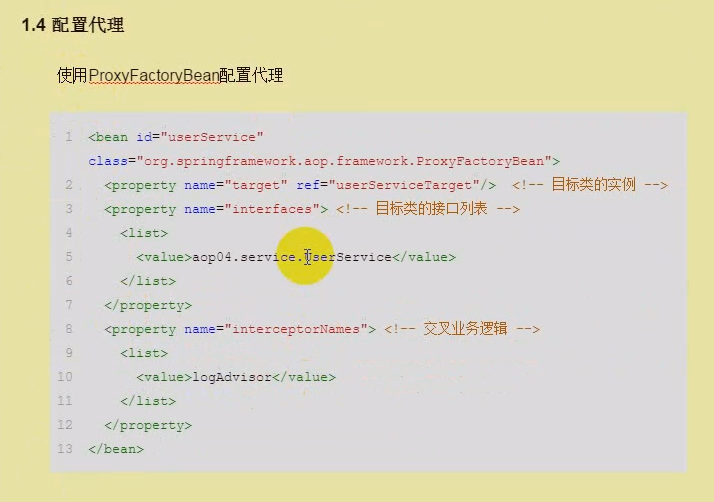 1.4 配置代理
使用ProxyFactoryBean配置代理
1 <bean id="userService"
class="org.springframework.aop.framework.ProxyFactoryBean">
2 <property name="target" ref="userServiceTarget"/> <!-- 目标类的实例 -->
3 <property name="interfaces"> <!-- 目标类的接口列表 -->
4 <list>
5 <value>aop04.service.UserService</value>
6 </list>
7 </property>
8 <property name="interceptorNames"> <!-- 交叉业务逻辑 -->
9 <list>
10 <value>logAdvisor</value>
11 </list>
12 </property>
13 </bean>